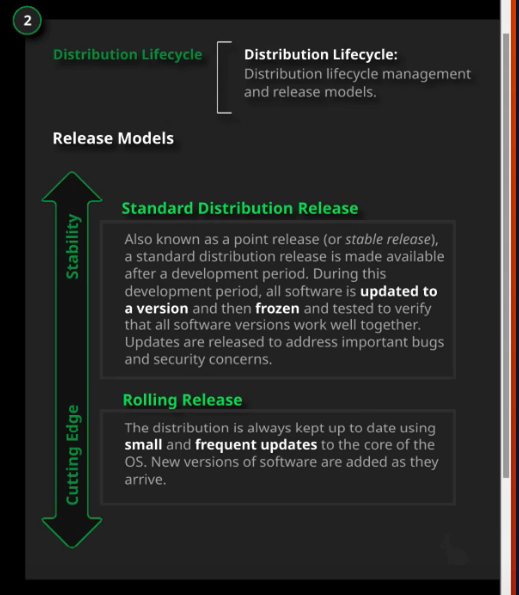 2
Distribution Lifecycle
Distribution Lifecycle:
Distribution lifecycle management
and release models.
Release Models
Stability
Standard Distribution Release
Also known as a point release (or stable release),
a standard distribution release is made available
after a development period. During this
development period, all software is updated to
a version and then frozen and tested to verify
that all software versions work well together.
Updates are released to address important bugs
and security concerns.
Cutting Edge
Rolling Release
The distribution is always kept up to date using
small and frequent updates to the core of the
OS. New versions of software are added as they
arrive.